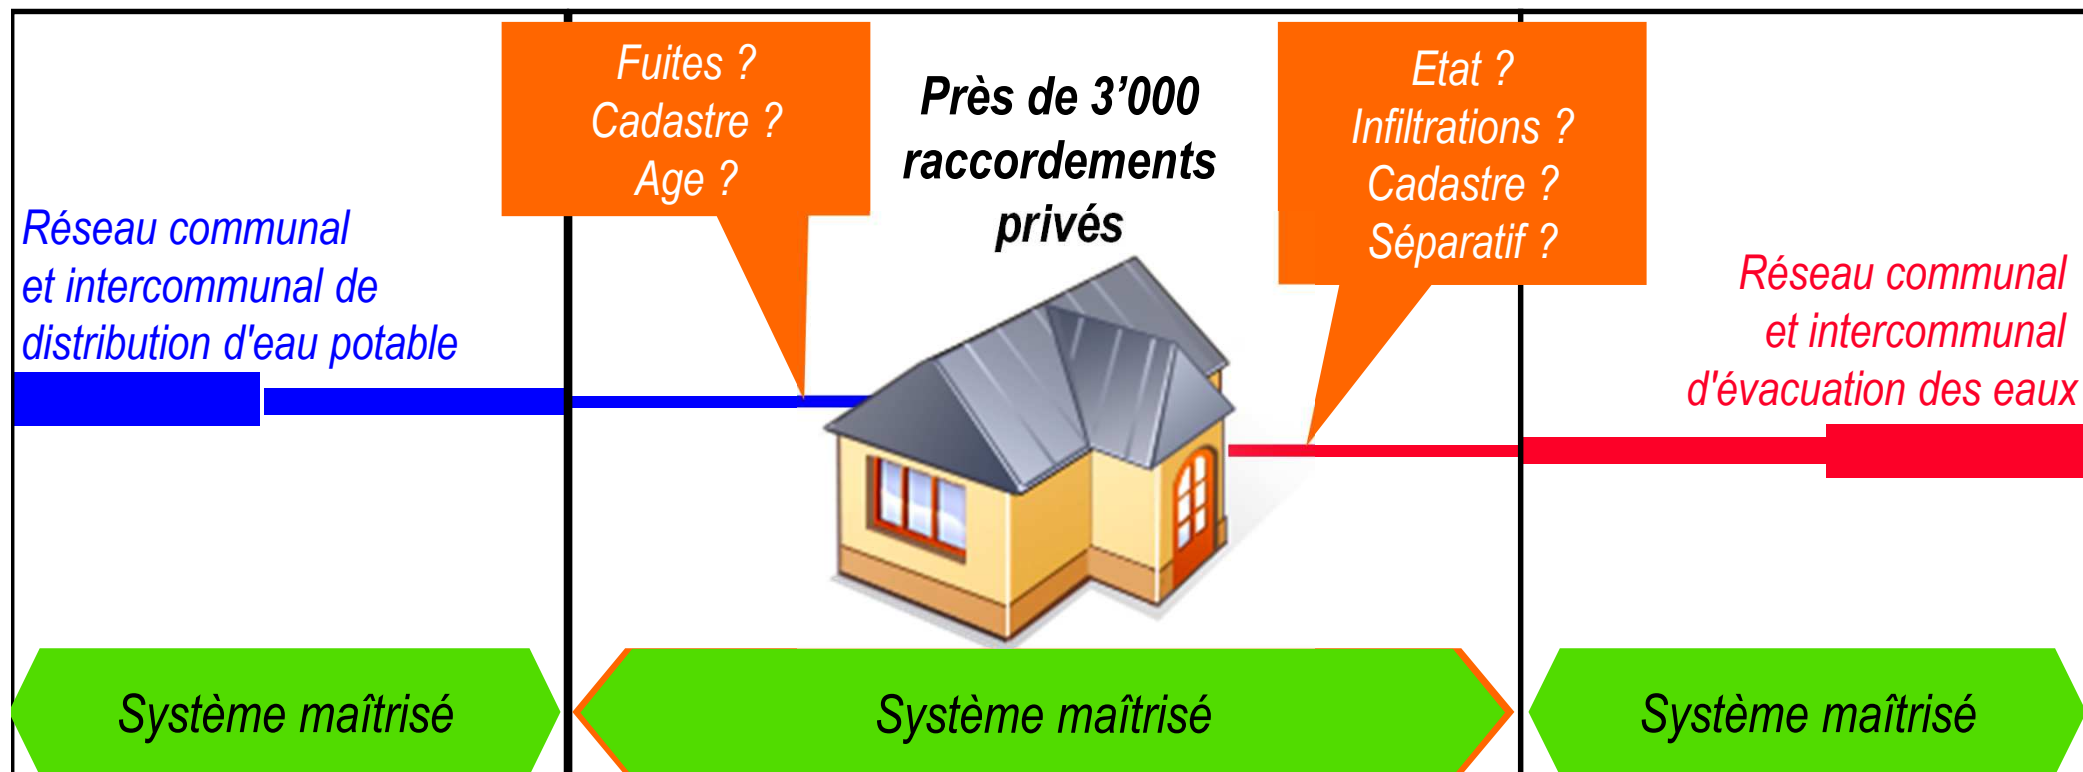 Fuites ?
Cadastre ?
Age ?
Près de 3’000
raccordements
privés
Etat ?
Infiltrations ?
Cadastre ?
Séparatif ?
Réseau communal
et intercommunal de
distribution d'eau potable
Réseau communal
et intercommunal
d'évacuation des eaux
Système maîtrisé
Système maîtrisé
Système maîtrisé